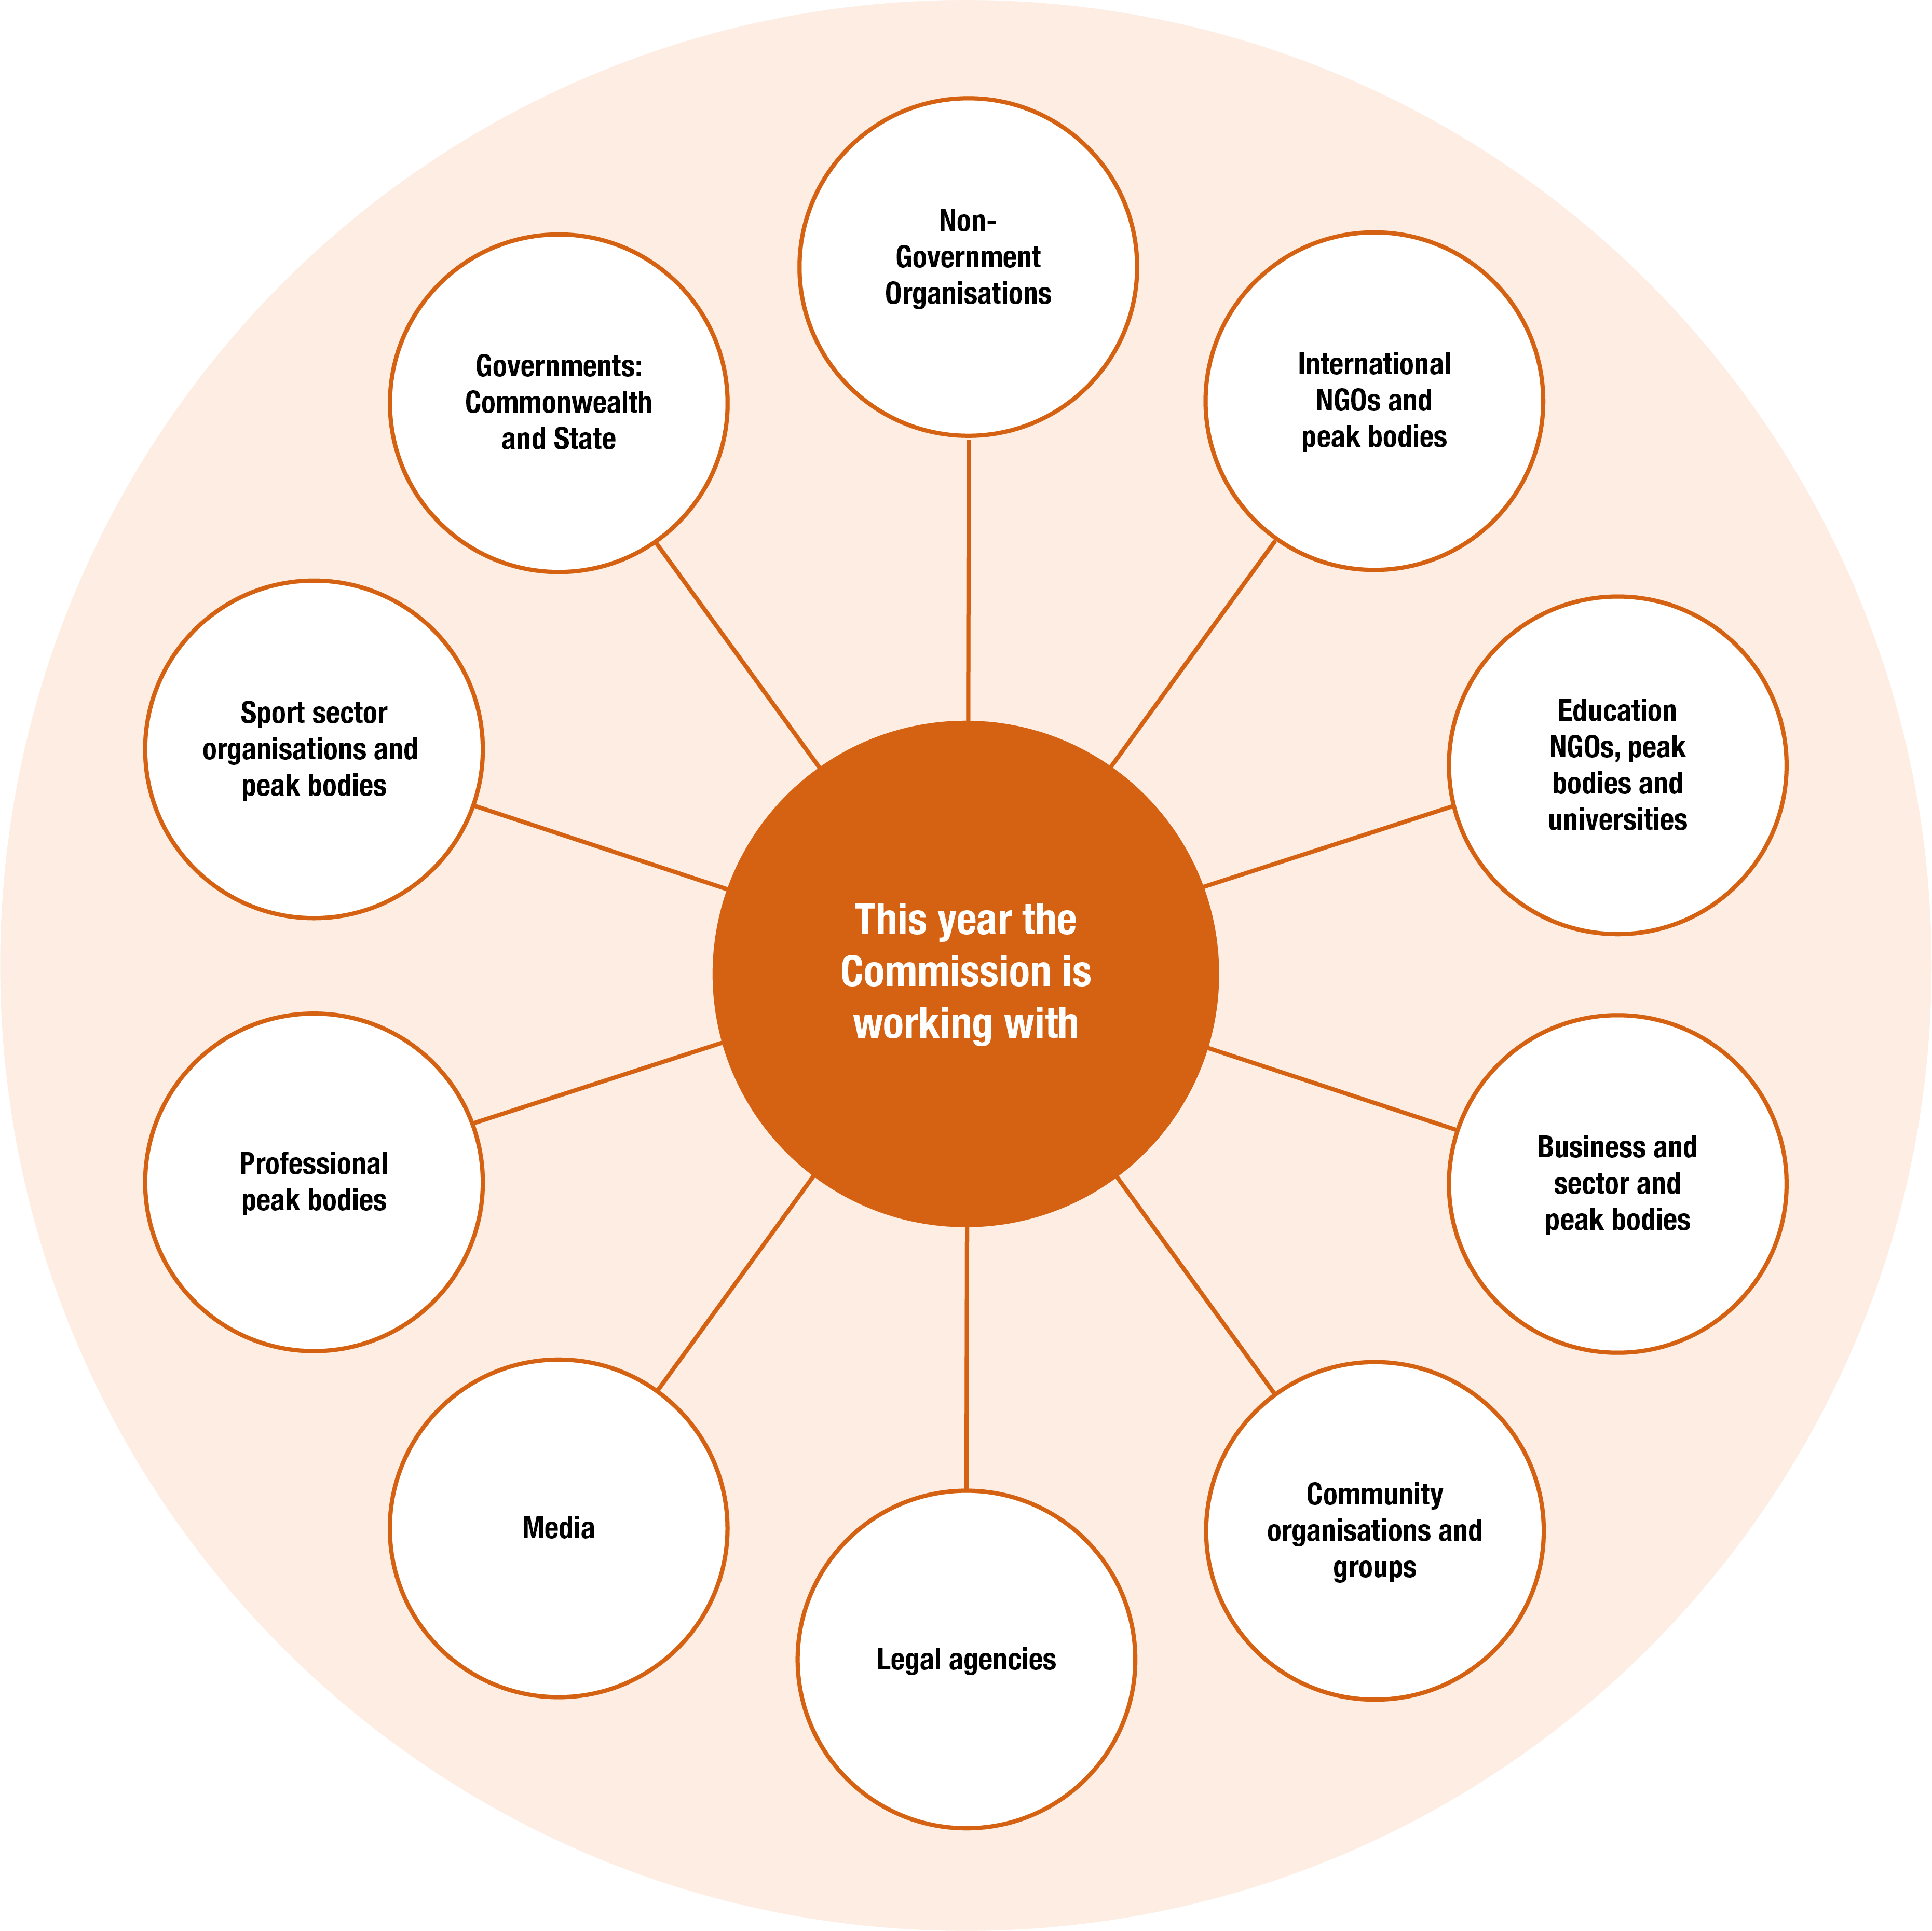 Non-
Government
Organisations
Governments:
Commonwealth
and State
International
NGOs and
peak bodies
Sport sector
organisations and
peak bodies
Education
NGOs, peak
bodies and
universities
This year the
Commission is
working with
Professional
peak bodies
Business and
sector and
peak bodies
Media
Community
organisations and
groups
Legal agencies